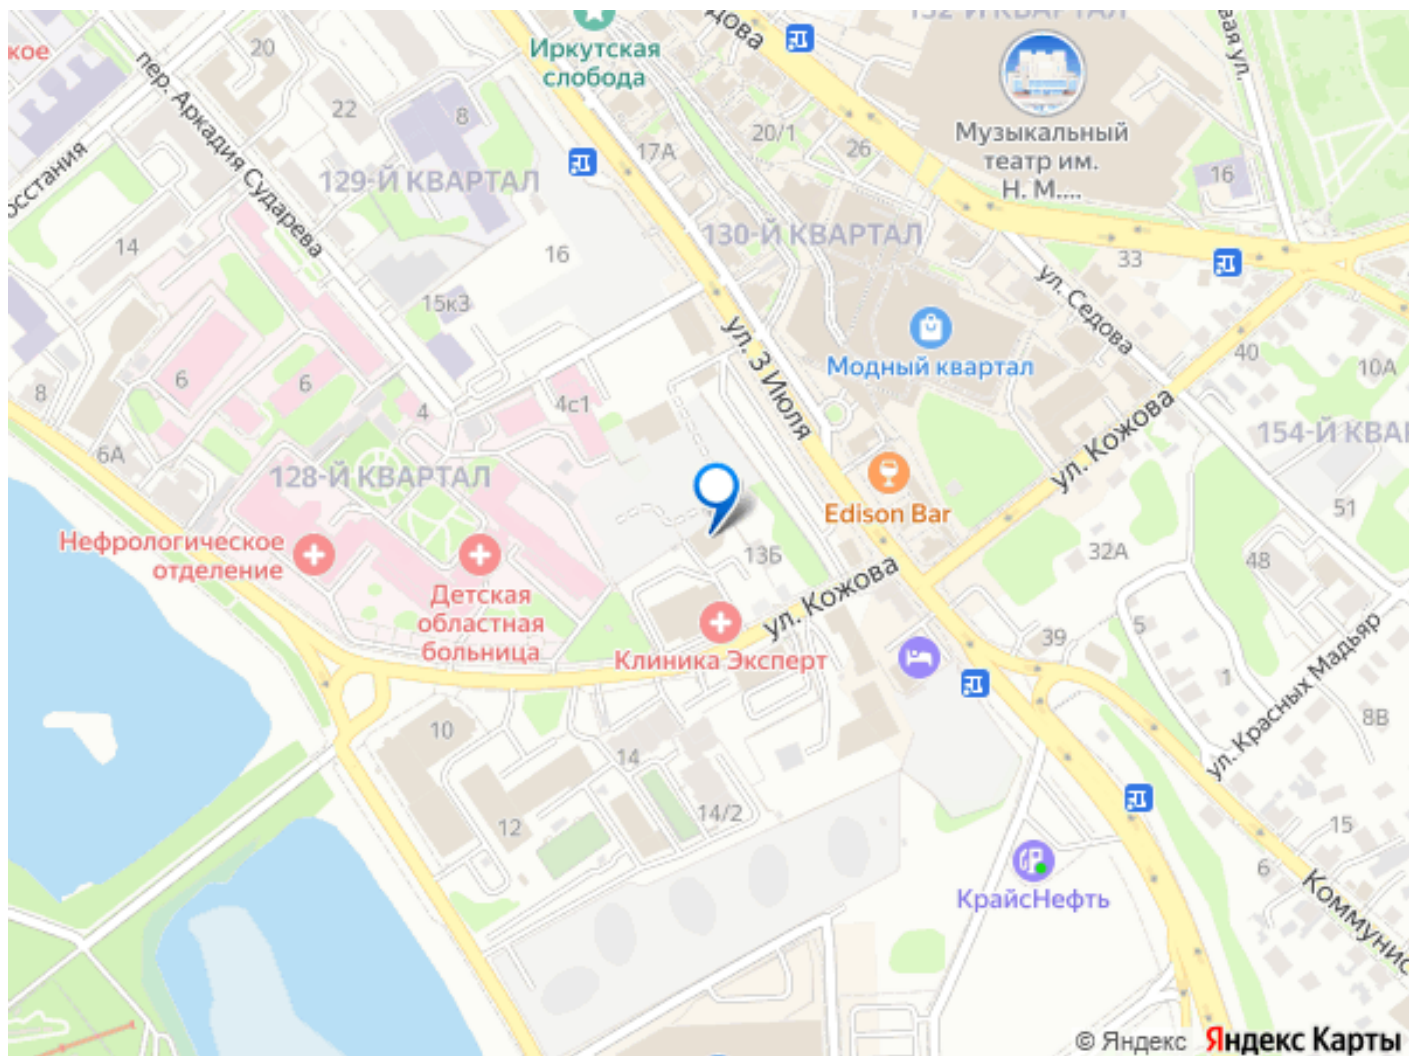 132-Й КВАРТАЛ
Иркутская
слобода
20
пер. Аркадия Сударева
22
8
17А
20/1
26
Музыкальный
театр им.
Н. М....
16
129-Й КВАРТАЛ
14
16
130-Й КВАРТАЛ
33
ул. Седова
15к3
ул. 3 Июля
Модный квартал
40
10А
8
6
6
4
4с1
ул. Кожова
6А
128-Й КВАРТАЛ
Edison Bar
51
Нефрологическое
отделение
13Б
32А
48
Детская
областная
больница
ул. Кожова
Клиника Эксперт
39
5
1
ул. Красных Мадьяр
8В
10
14
12
14/2
15
6
КрайсНефть
© Яндекс Яндекс Карты